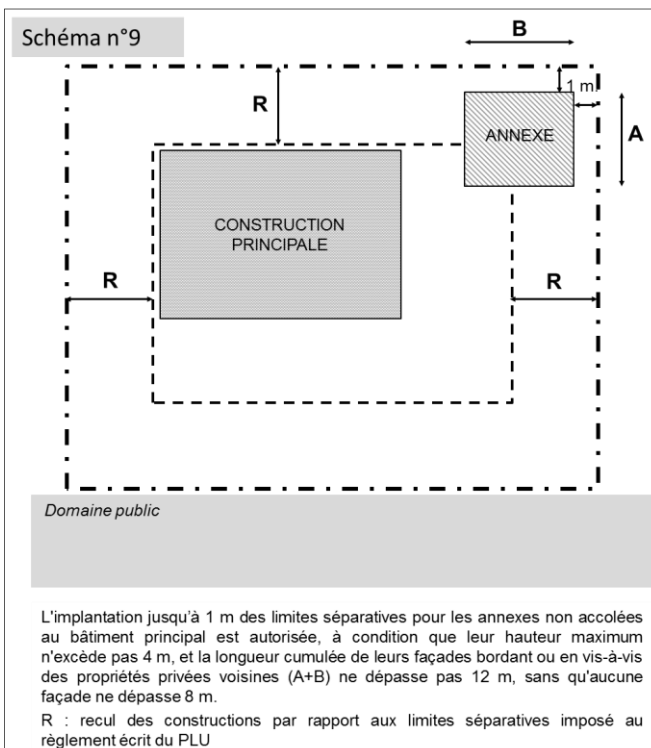 Schéma n°9
B
R
1 m
ANNEXE
A
CONSTRUCTION
PRINCIPALE
R
R
Domaine public
L'implantation jusqu'à 1 m des limites séparatives pour les annexes non accolées
au bâtiment principal est autorisée, à condition que leur hauteur maximum
n'excède pas 4 m, et la longueur cumulée de leurs façades bordant ou en vis-à-vis
des propriétés privées voisines (A+B) ne dépasse pas 12 m, sans qu'aucune
façade ne dépasse 8 m.
R : recul des constructions par rapport aux limites séparatives imposé au
règlement écrit du PLU